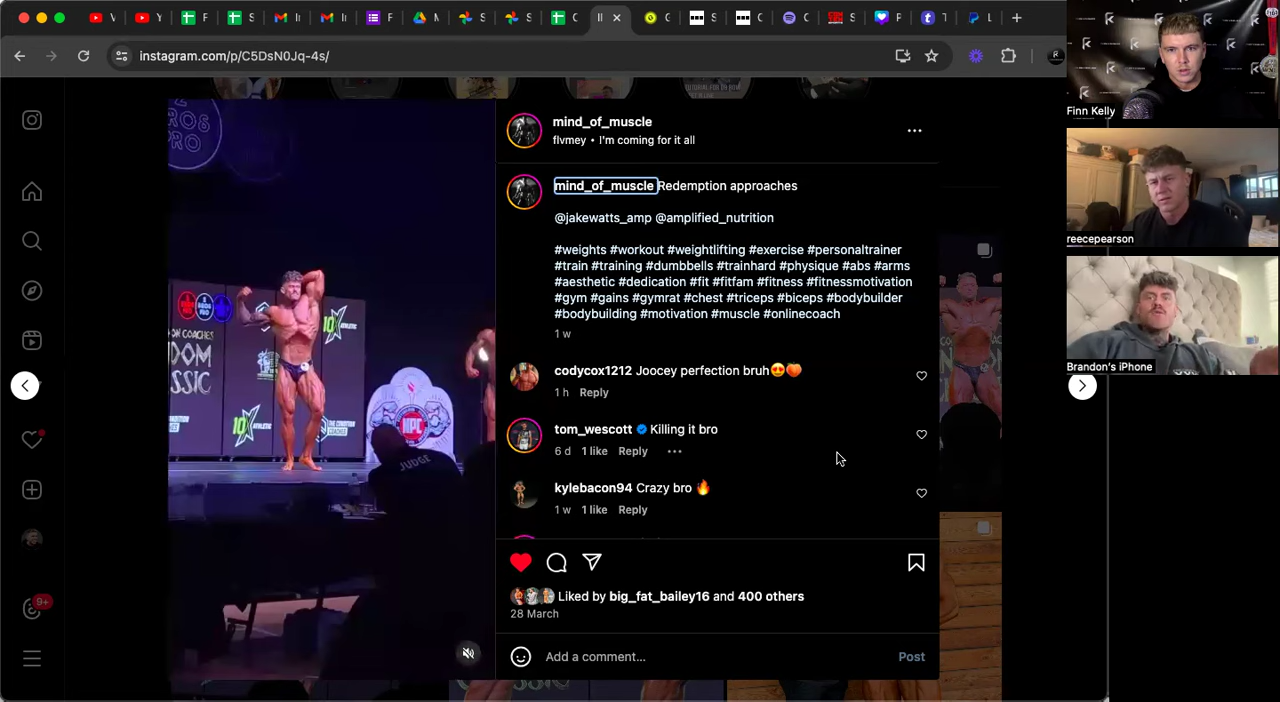 instagram.com/p/C5DsN0Jq-4s/
Finn Kelly
reecepearson
Brandon's iPhone
mind_of_muscle
flvmey • I'm coming for it all
mind_of_muscle Redemption approaches
@jakewatts_amp @amplified_nutrition
#weights #workout #weightlifting #exercise #personaltrainer
#train #training #dumbbells #trainhard #physique #abs #arms
#aesthetic #dedication #fit #fitfam #fitness #fitnessmotivation
#gym #gains #gymrat #chest #triceps #biceps #bodybuilder
#bodybuilding #motivation #muscle #onlinecoach
1 w
codycox1212 Joocey perfection bruh😍🍑
1 h Reply
tom_wescott Killing it bro
6 d 1 like Reply
kylebacon94 Crazy bro 🔥
1 w 1 like Reply
Liked by big_fat_bailey16 and 400 others
28 March
Add a comment...
Post
9+
PRO
ATHLETIC
NPC
JUDGE